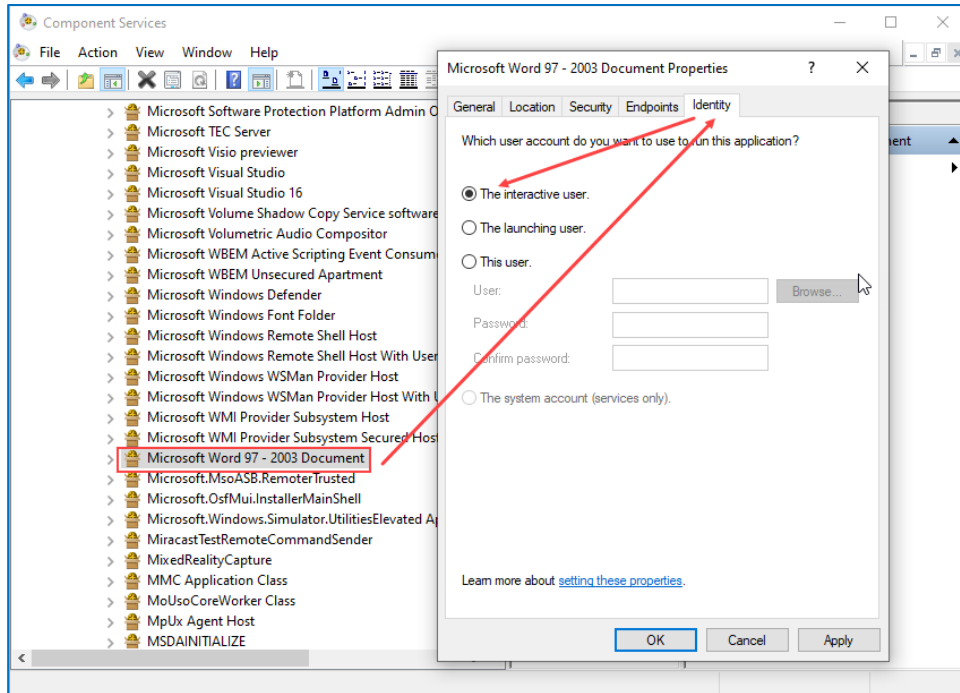 Component Services
File Action View Window Help
Microsoft Software Protection Platform Admin O
Microsoft TEC Server
Microsoft Visio previewer
Microsoft Visual Studio
Microsoft Visual Studio 16
Microsoft Volume Shadow Copy Service software
Microsoft Volumetric Audio Compositor
Microsoft WBEM Active Scripting Event Consum
Microsoft WBEM Unsecured Apartment
Microsoft Windows Defender
Microsoft Windows Font Folder
Microsoft Windows Remote Shell Host
Microsoft Windows Remote Shell Host With User
Microsoft Windows WSMan Provider Host
Microsoft Windows WSMan Provider Host With U
Microsoft WMI Provider Subsystem Host
Microsoft WMI Provider Subsystem Secured Host
Microsoft Word 97 - 2003 Document
Microsoft.MsoASB.RemoterTrusted
Microsoft.OsfMui.InstallerMainShell
Microsoft.Windows.Simulator.UtilitiesElevated Ap
MiracastTestRemoteCommandSender
MixedRealityCapture
MMC Application Class
MoUsoCoreWorker Class
MpUx Agent Host
MSDAINITIALIZE
Microsoft Word 97 - 2003 Document Properties
General Location Security Endpoints Identity
Which user account do you want to use to run this application?
The interactive user.
The launching user.
This user.
User:
Browse...
Password:
Confirm password:
The system account (services only).
Learn more about setting these properties.
OK Cancel Apply
ent